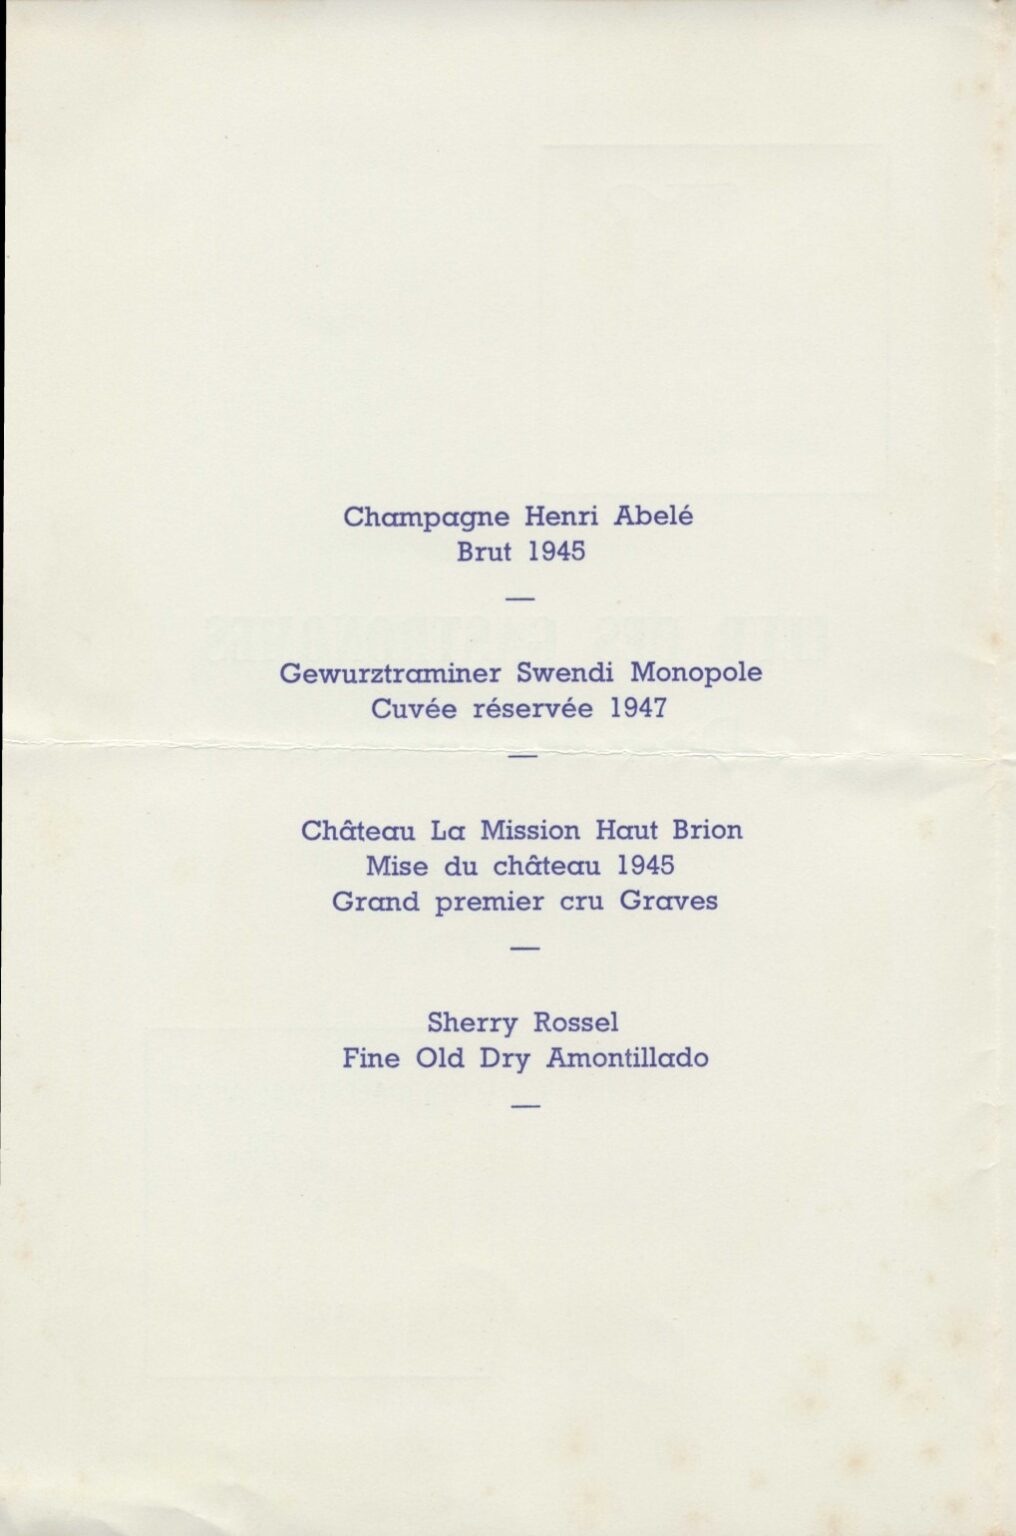 Champagne Henri Abelé
Brut 1945
—
Gewurztraminer Swendi Monopole
Cuvée réservée 1947
—
Château La Mission Haut Brion
Mise du château 1945
Grand premier cru Graves
—
Sherry Rossel
Fine Old Dry Amontillado
—